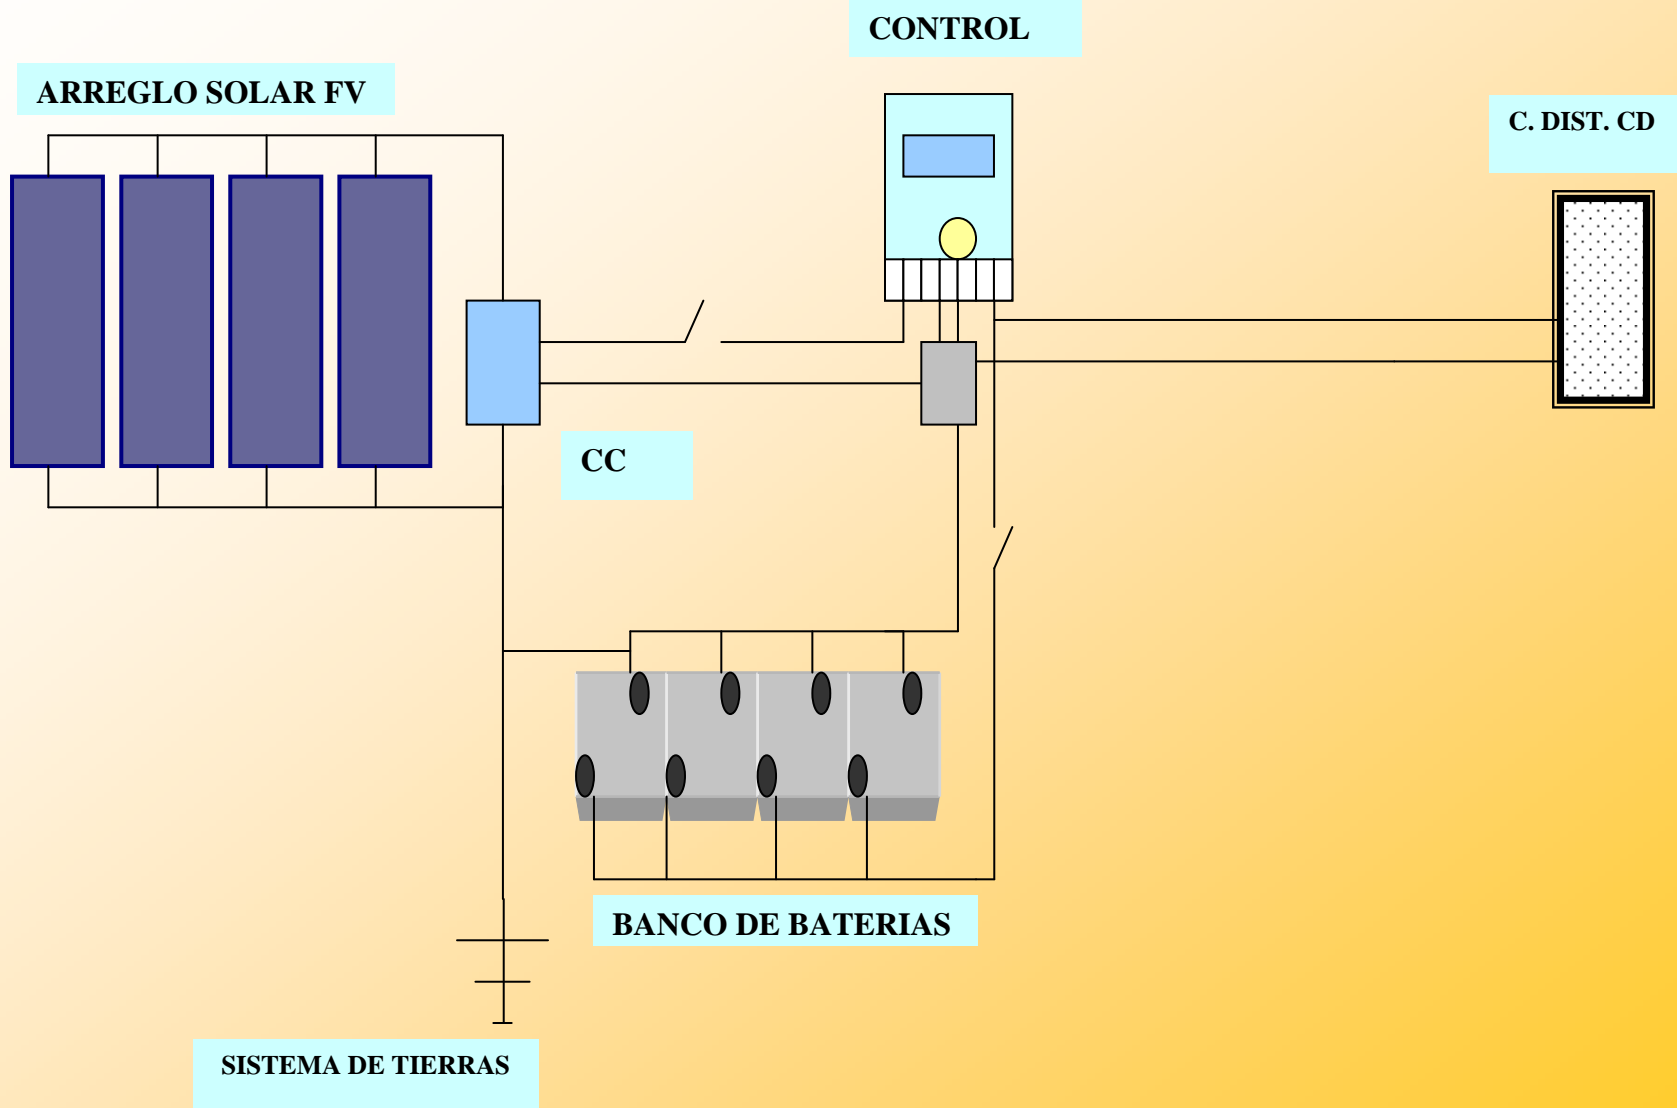 CONTROL
ARREGLO SOLAR FV
C. DIST. CD
CC
BANCO DE BATERIAS
SISTEMA DE TIERRAS